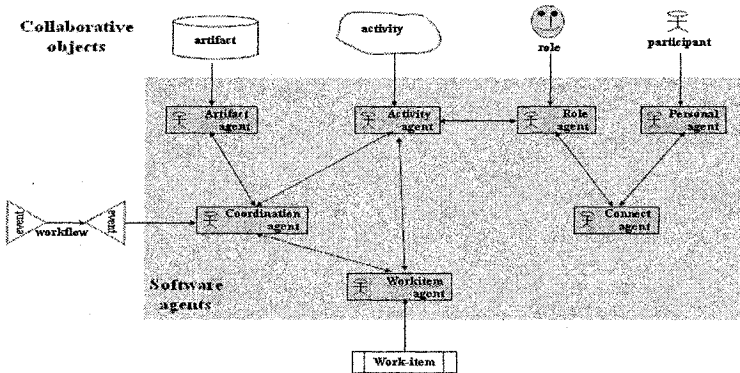 Collaborative
objects
artifact
activity
role
participant
Artifact
agent
Activity
agent
Role
agent
Personal
agent
event
workflow
event
Coordination
agent
Connect
agent
Software
agents
Workitem
agent
Work-item